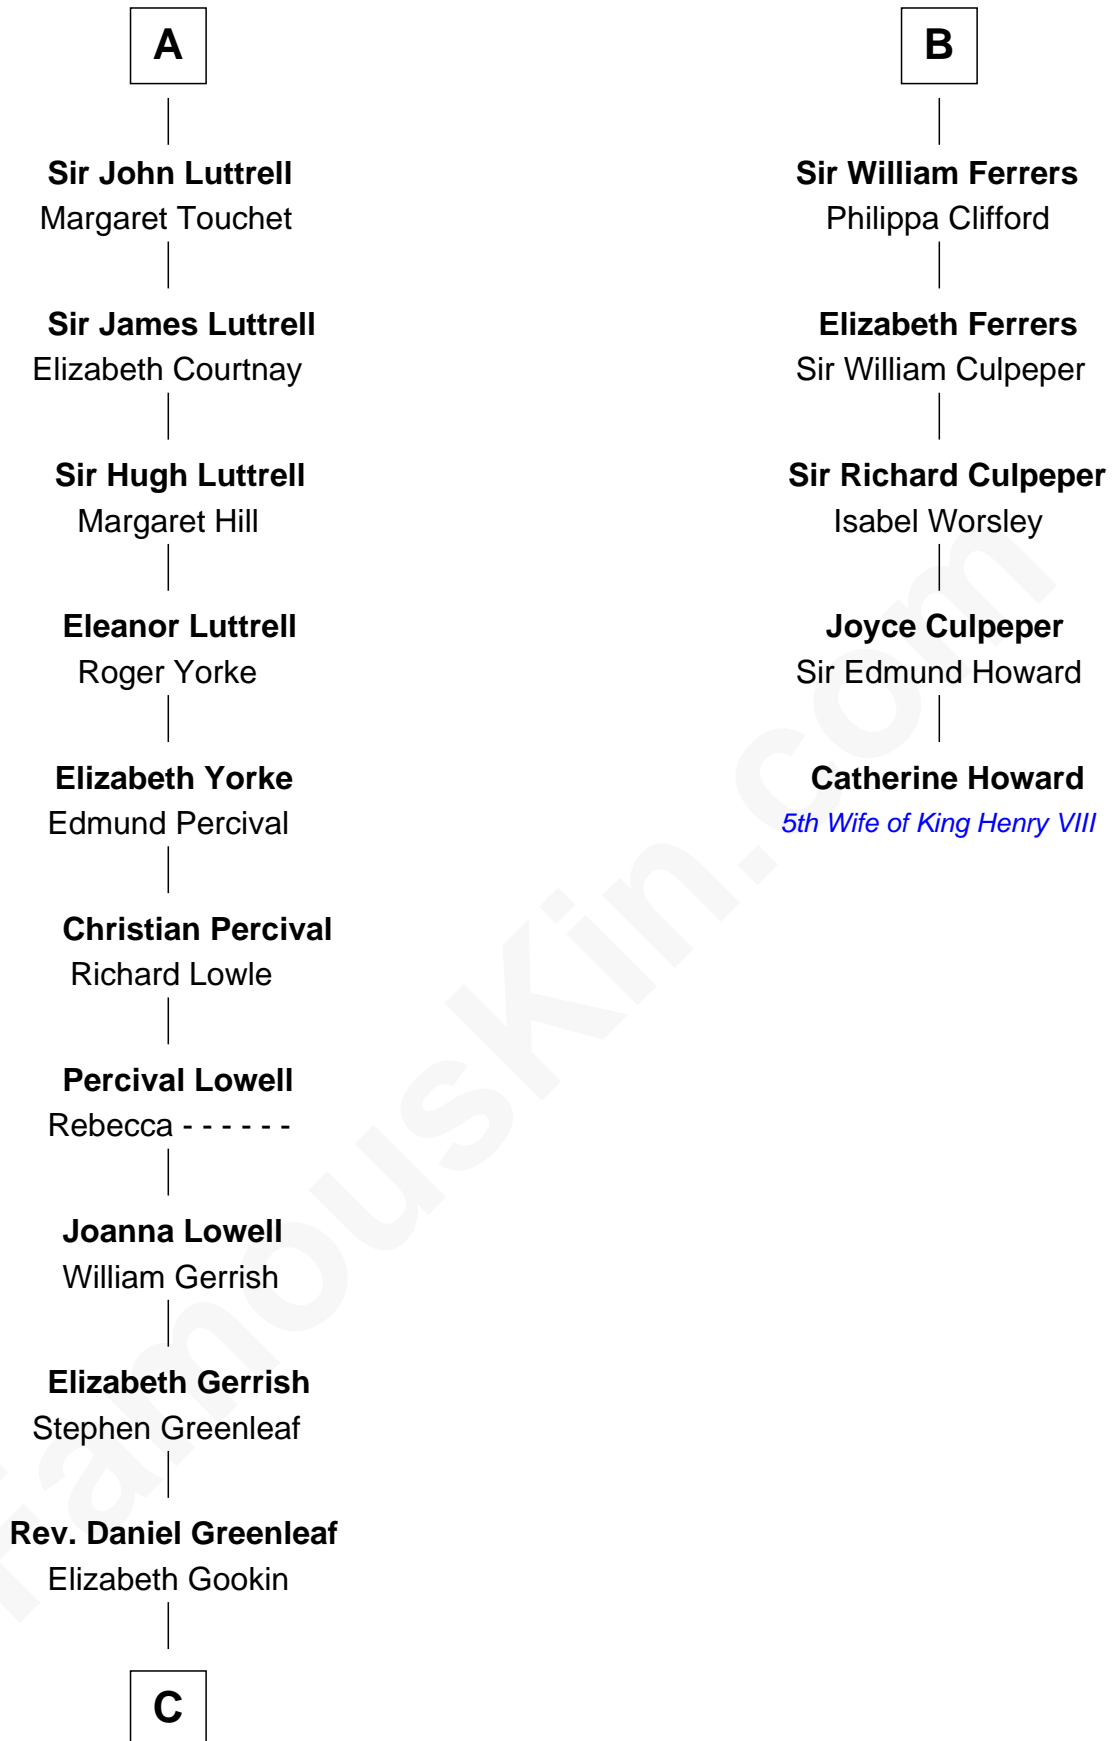 A
Sir John Luttrell
Margaret Touchet
Sir James Luttrell
Elizabeth Courtnay
Sir Hugh Luttrell
Margaret Hill
Eleanor Luttrell
Roger Yorke
Elizabeth Yorke
Edmund Percival
Christian Percival
Richard Lowle
Percival Lowell
Rebecca - - - - - -
Joanna Lowell
William Gerrish
Elizabeth Gerrish
Stephen Greenleaf
Rev. Daniel Greenleaf
Elizabeth Gookin
C
B
Sir William Ferrers
Philippa Clifford
Elizabeth Ferrers
Sir William Culpeper
Sir Richard Culpeper
Isabel Worsley
Joyce Culpeper
Sir Edmund Howard
Catherine Howard
5th Wife of King Henry VIII
FamousKin.com